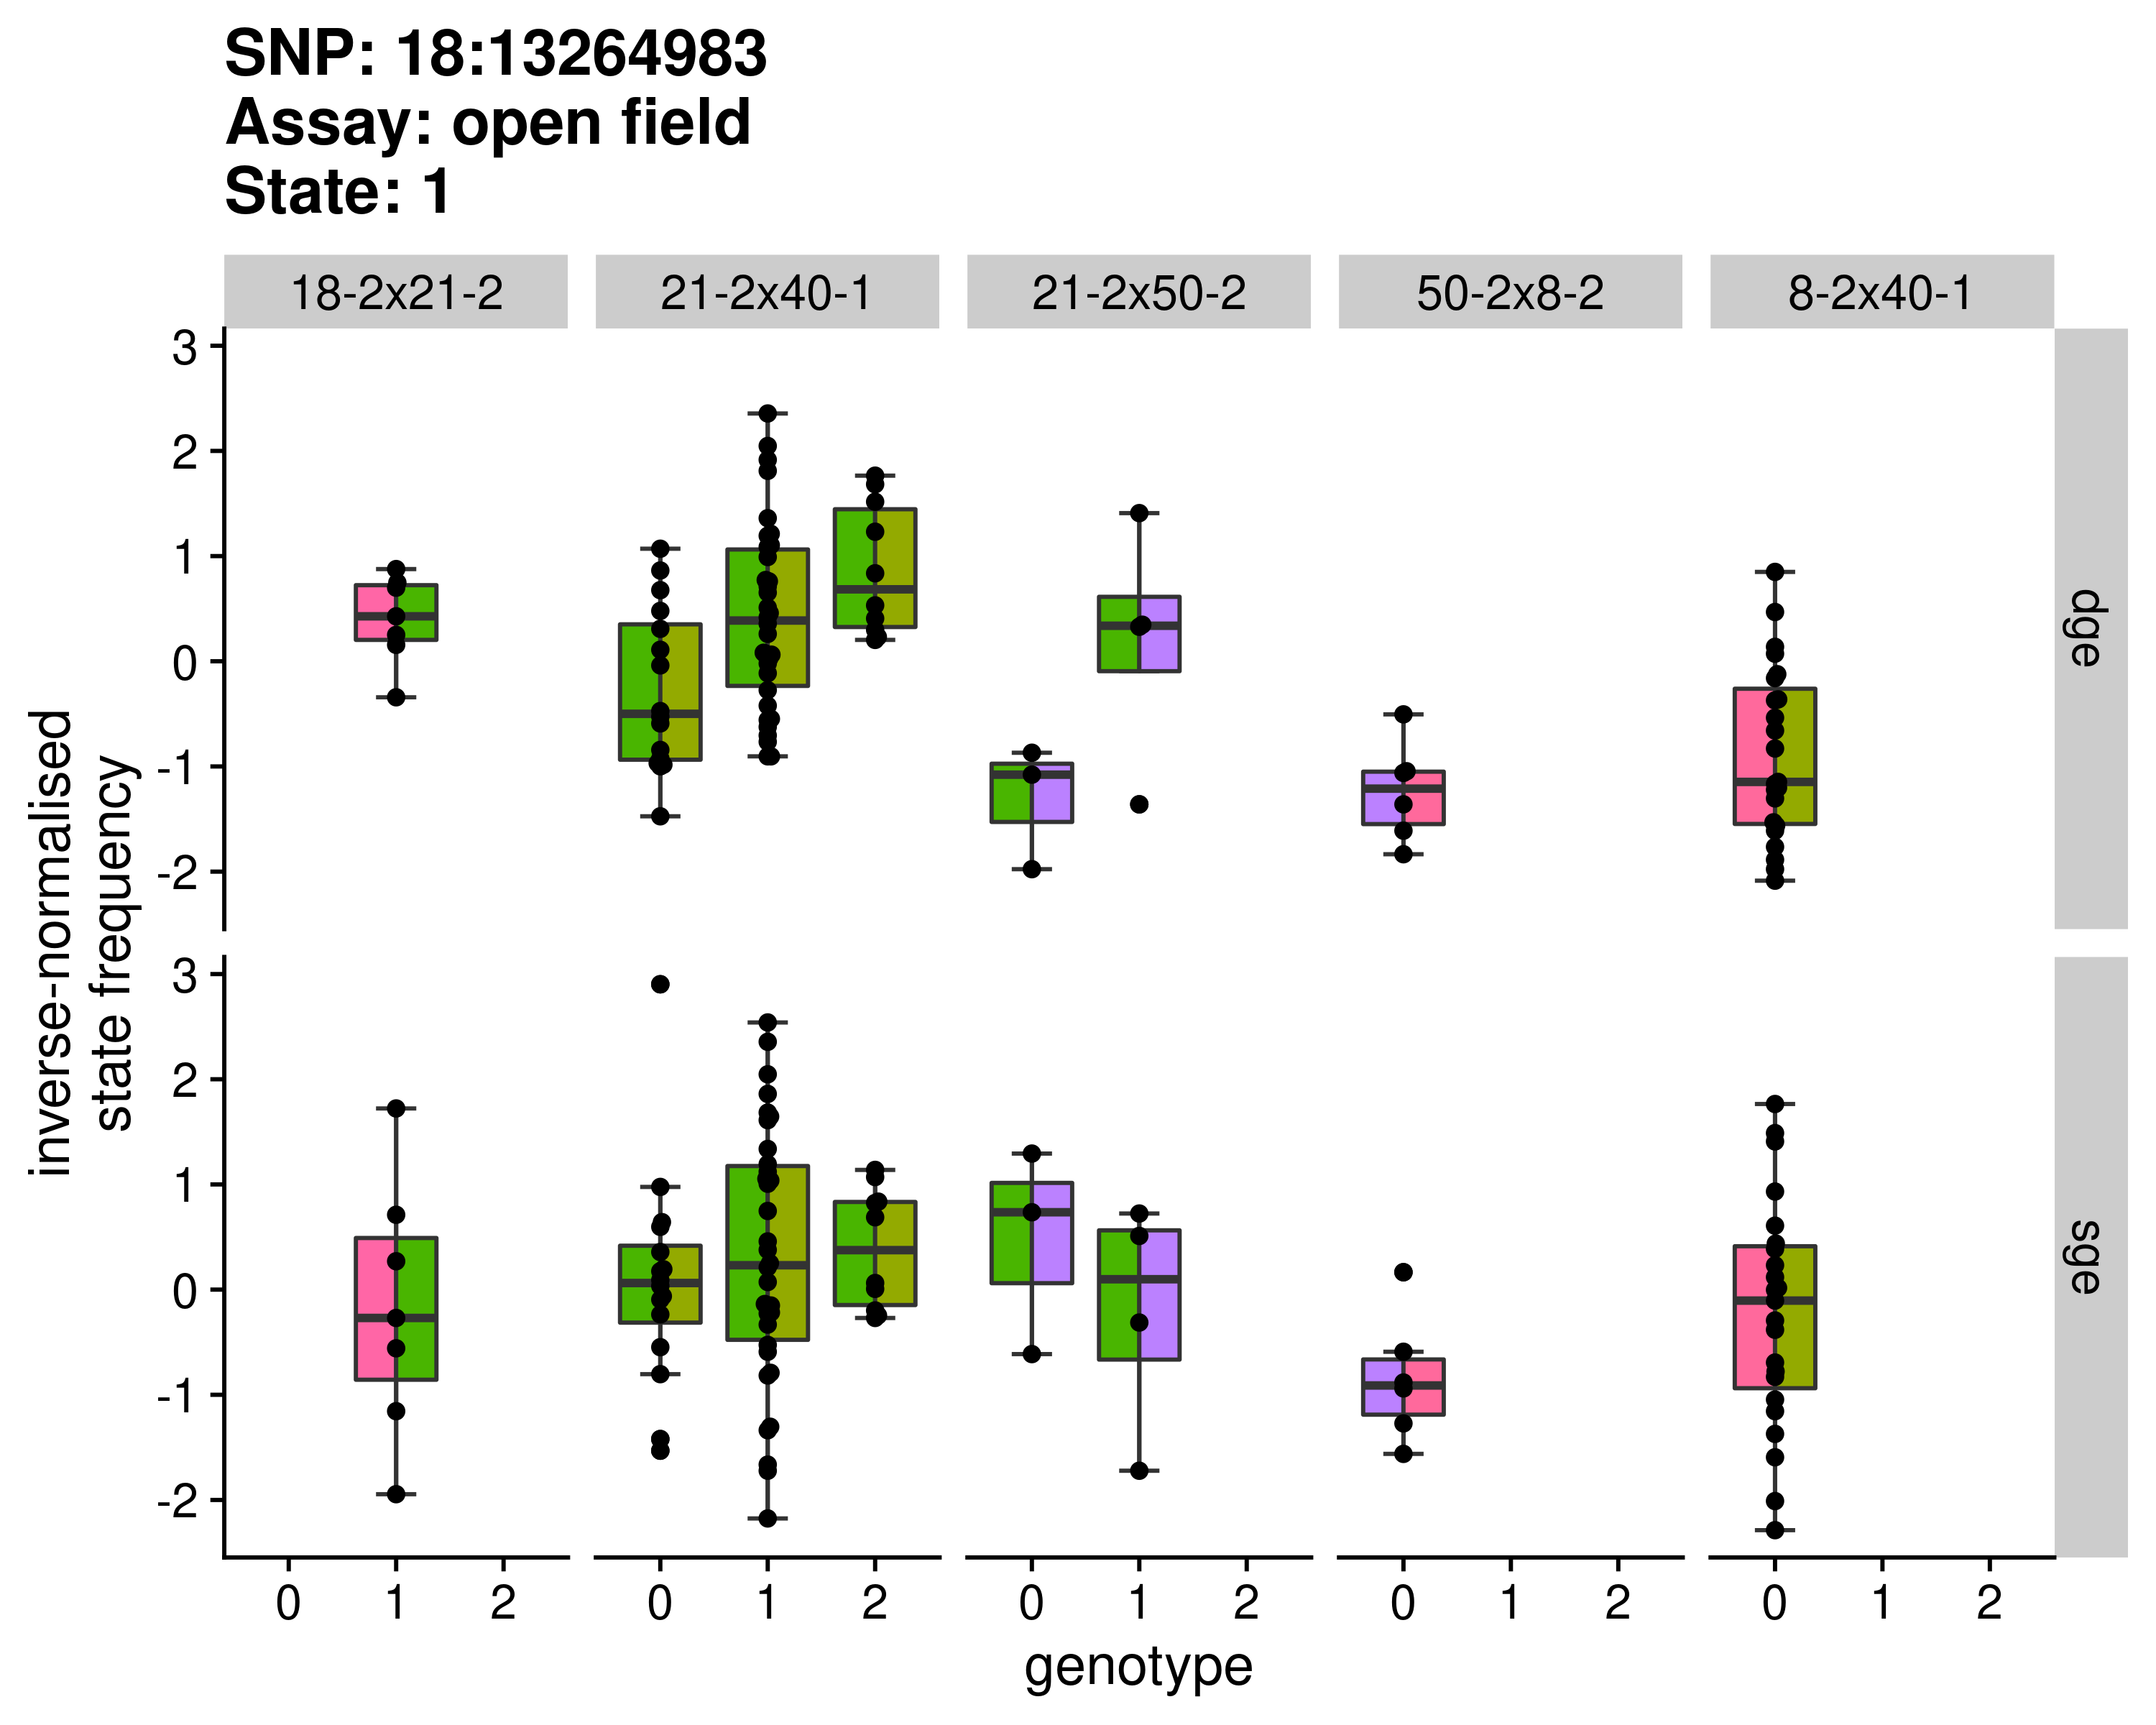 SNP: 18:13264983
Assay: open field
State: 1
18-2x21-2 21-2x40-1 21-2x50-2 50-2x8-2 8-2x40-1
3
2
1
0
-1
-2
dge
3
2
1
0
-1
-2
sge
inverse-normalised
state frequency
0 1 2 0 1 2 0 1 2 0 1 2 0 1 2
genotype